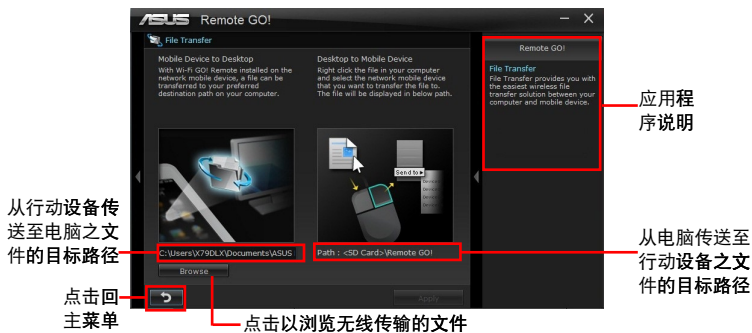 ASUS Remote GO!
File Transfer
Mobile Device to Desktop
With Wi-Fi GO! Remote installed on the
network mobile device, a file can be
transferred to your preferred
destination path on your computer.
Desktop to Mobile Device
Right click the file in your computer
and select the network mobile device
that you want to transfer the file to.
The file will be displayed in below path.
Send to
Device
Device
Device
C:\Users\X79DLX\Documents\ASUS
Path : <SD Card>\Remote GO!
Browse
Apply
Remote GO!
File Transfer
File Transfer provides you with
the easiest wireless file
transfer solution between your
computer and mobile device.
应用程
序说明
从行动设备传
送至电脑之文
件的目标路径
从电脑传送至
行动设备之文
件的目标路径
点击回
主菜单
点击以浏览无线传输的文件